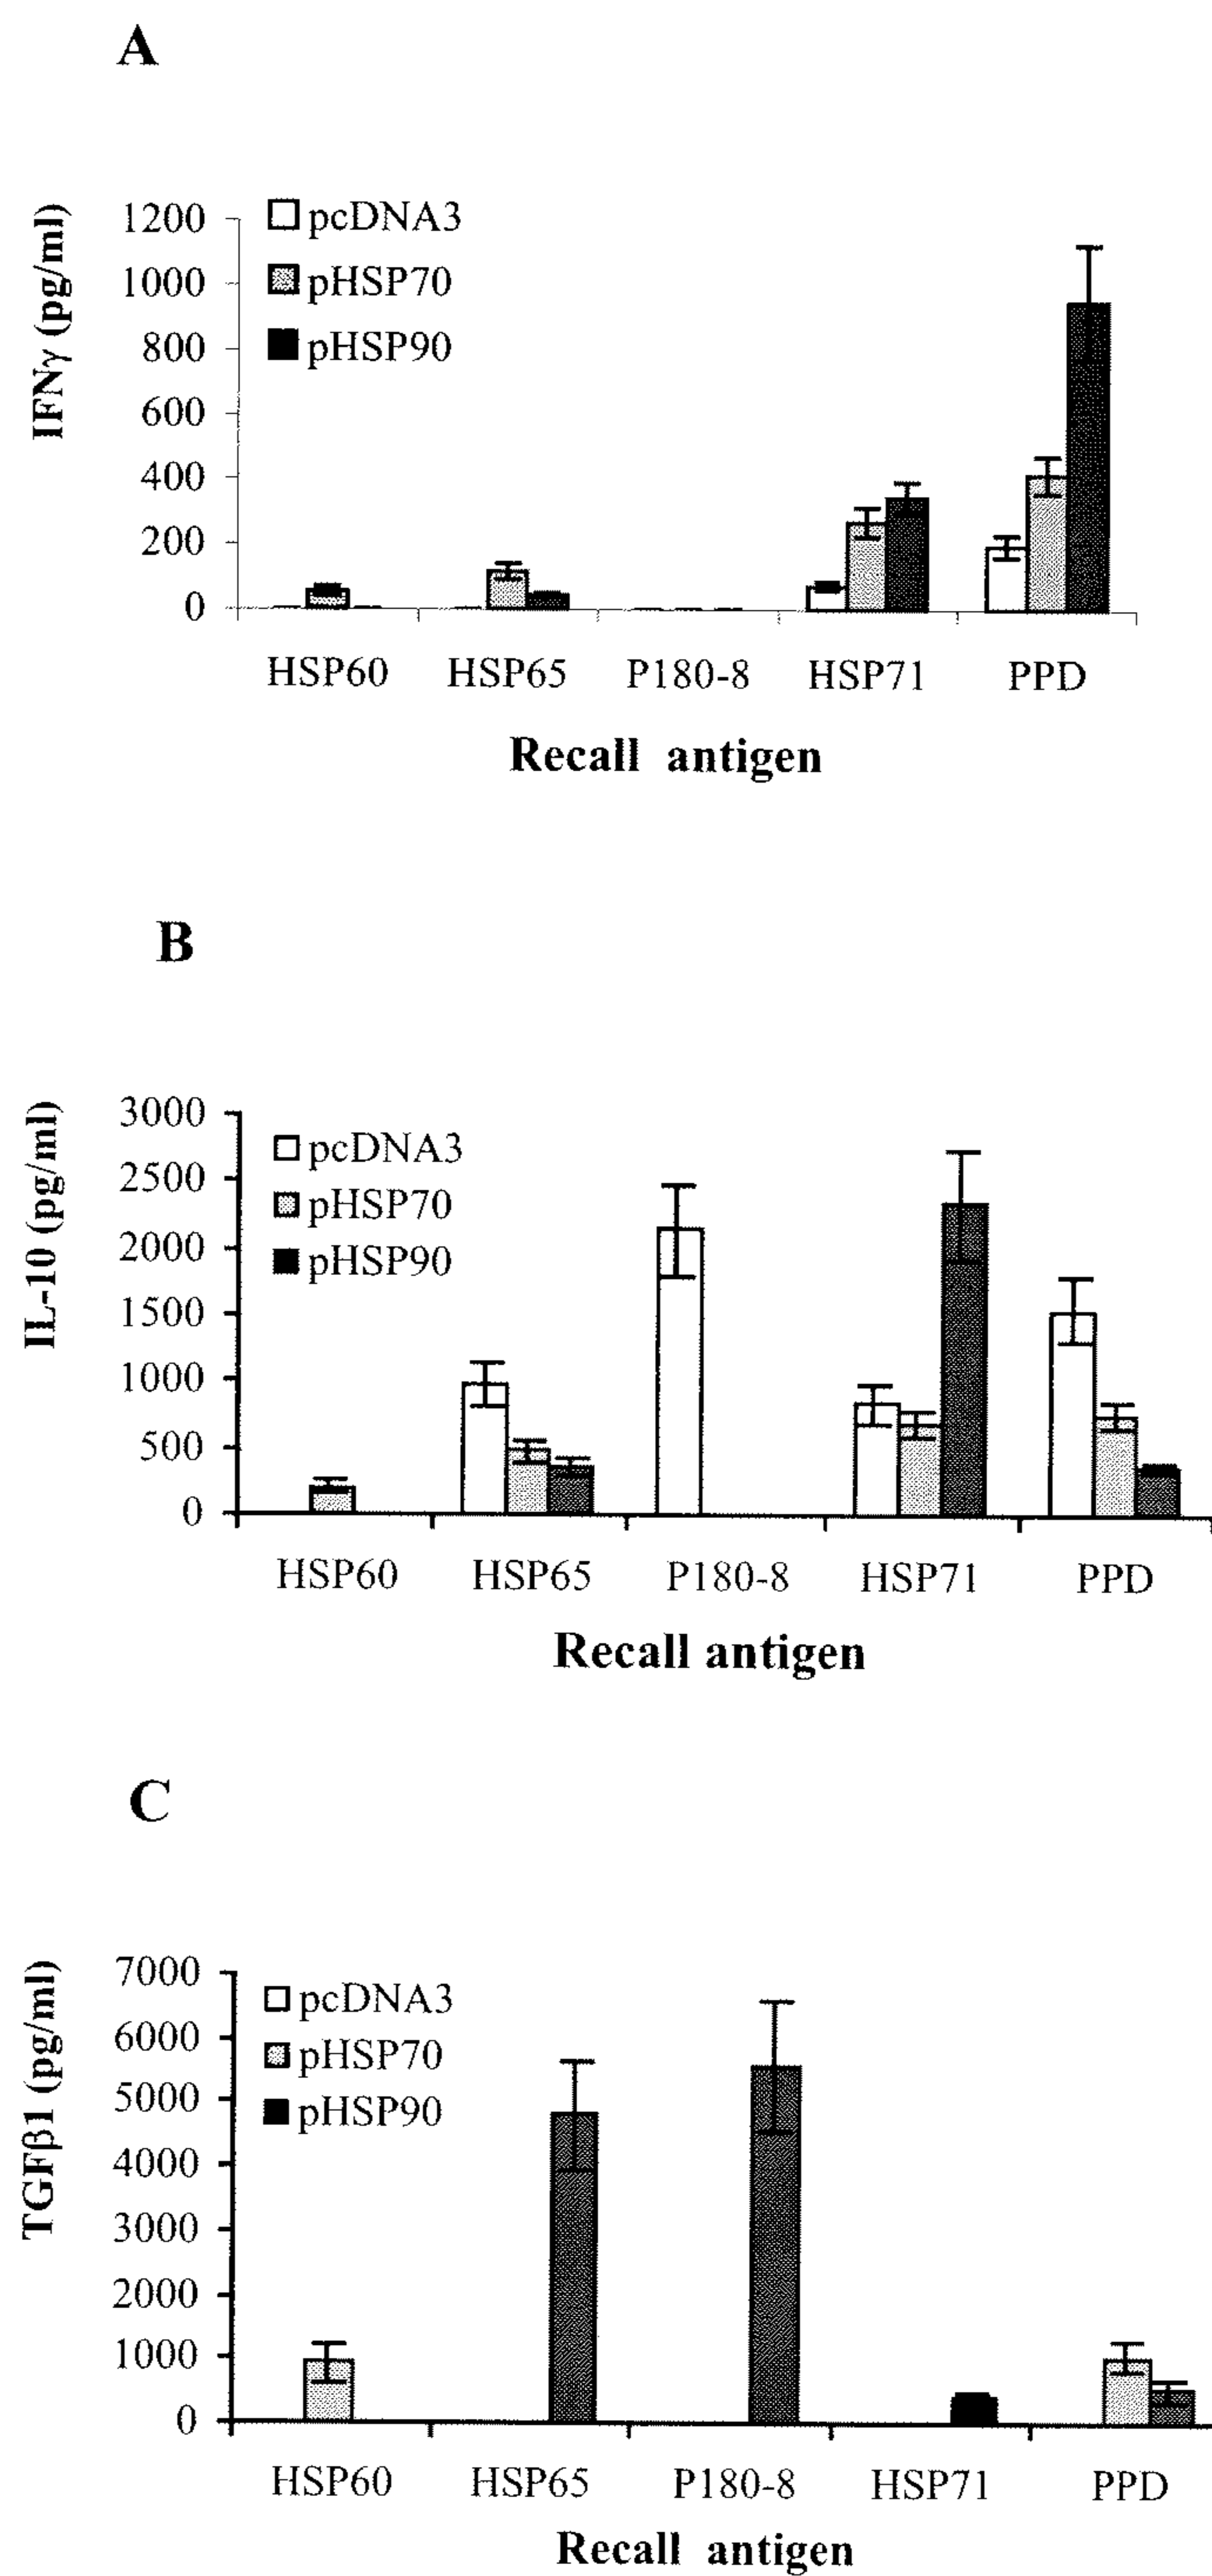 A
IFNγ (pg/ml)
1200
1000
800
600
400
200
0
pcDNA3
pHSP70
pHSP90
HSP60 HSP65 P180-8 HSP71 PPD
Recall antigen
B
IL-10 (pg/ml)
3000
2500
2000
1500
1000
500
0
pcDNA3
pHSP70
pHSP90
HSP60 HSP65 P180-8 HSP71 PPD
Recall antigen
C
TGFβ1 (pg/ml)
7000
6000
5000
4000
3000
2000
1000
0
pcDNA3
pHSP70
pHSP90
HSP60 HSP65 P180-8 HSP71 PPD
Recall antigen